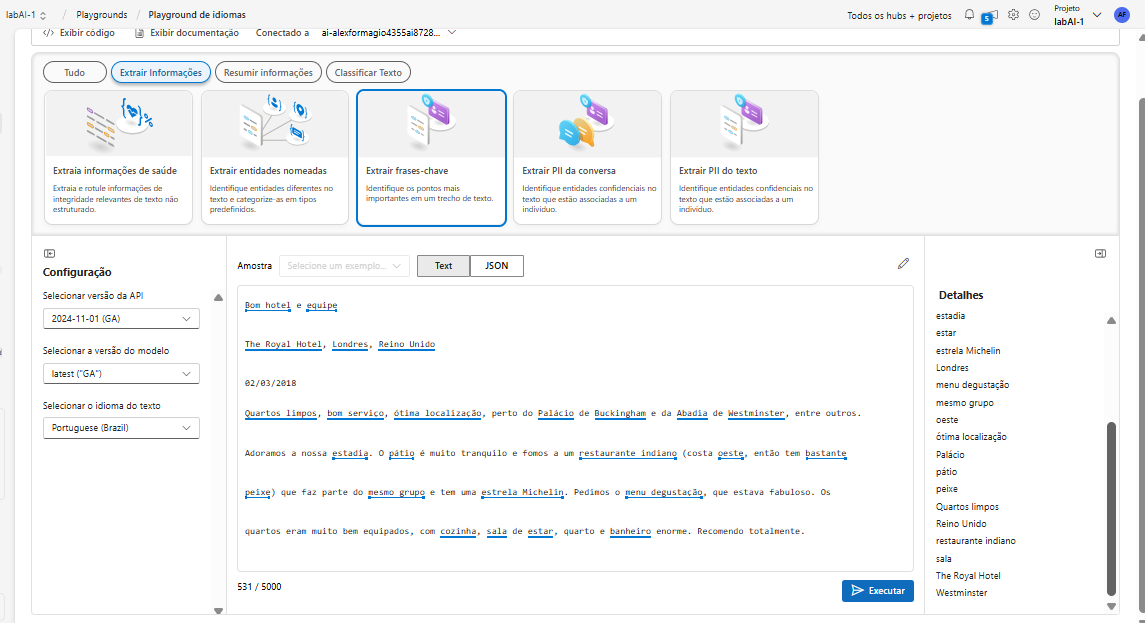 labAI-1 / Playgrounds / Playground de idiomas
Todos os hubs + projetos
5
Projeto
labAI-1
AF
Exibir código
Exibir documentação
Conectado a
ai-alexformagio4355ai8728...
Tudo
Extrair Informações
Resumir informações
Classificar Texto
Extraia informações de saúde
Extraia e rotule informações de
integridade relevantes de texto não
estruturado.
Extrair entidades nomeadas
Identifique entidades diferentes no
texto e categorize-as em tipos
predefinidos.
Extrair frases-chave
Identifique os pontos mais
importantes em um trecho de texto.
Extrair PII da conversa
Identifique entidades confidenciais no
texto que estão associadas a um
indivíduo.
Extrair PII do texto
Identifique entidades confidenciais no
texto que estão associadas a um
indivíduo.
Configuração
Selecionar versão da API
2024-11-01 (GA)
Selecionar a versão do modelo
latest ("GA")
Selecionar o idioma do texto
Portuguese (Brazil)
Amostra
Selecione um exemplo...
Text
JSON
Bom hotel e equipe
The Royal Hotel, Londres, Reino Unido
02/03/2018
Quartos limpos, bom serviço, ótima localização, perto do Palácio de Buckingham e da Abadia de Westminster, entre outros.
Adoramos a nossa estadia. O pátio é muito tranquilo e fomos a um restaurante indiano (costa oeste, então tem bastante
peixe) que faz parte do mesmo grupo e tem uma estrela Michelin. Pedimos o menu degustação, que estava fabuloso. Os
quartos eram muito bem equipados, com cozinha, sala de estar, quarto e banheiro enorme. Recomendo totalmente.
531 / 5000
Executar
Detalhes
estadia
estar
estrela Michelin
Londres
menu degustação
mesmo grupo
oeste
ótima localização
Palácio
pátio
peixe
Quartos limpos
Reino Unido
restaurante indiano
sala
The Royal Hotel
Westminster